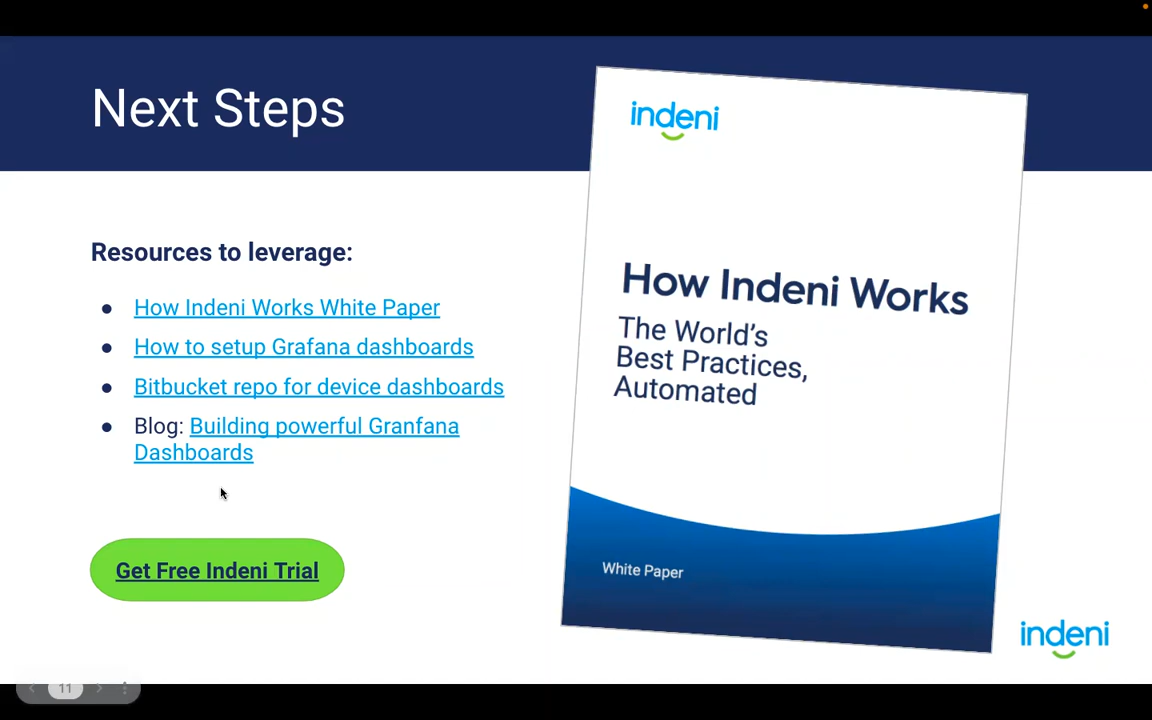 Next Steps
Resources to leverage:
How Indeni Works White Paper
How to setup Grafana dashboards
Bitbucket repo for device dashboards
Blog: Building powerful Granfana
Dashboards
Get Free Indeni Trial
indeni
How Indeni Works
The World's
Best Practices,
Automated
White Paper
indeni
11